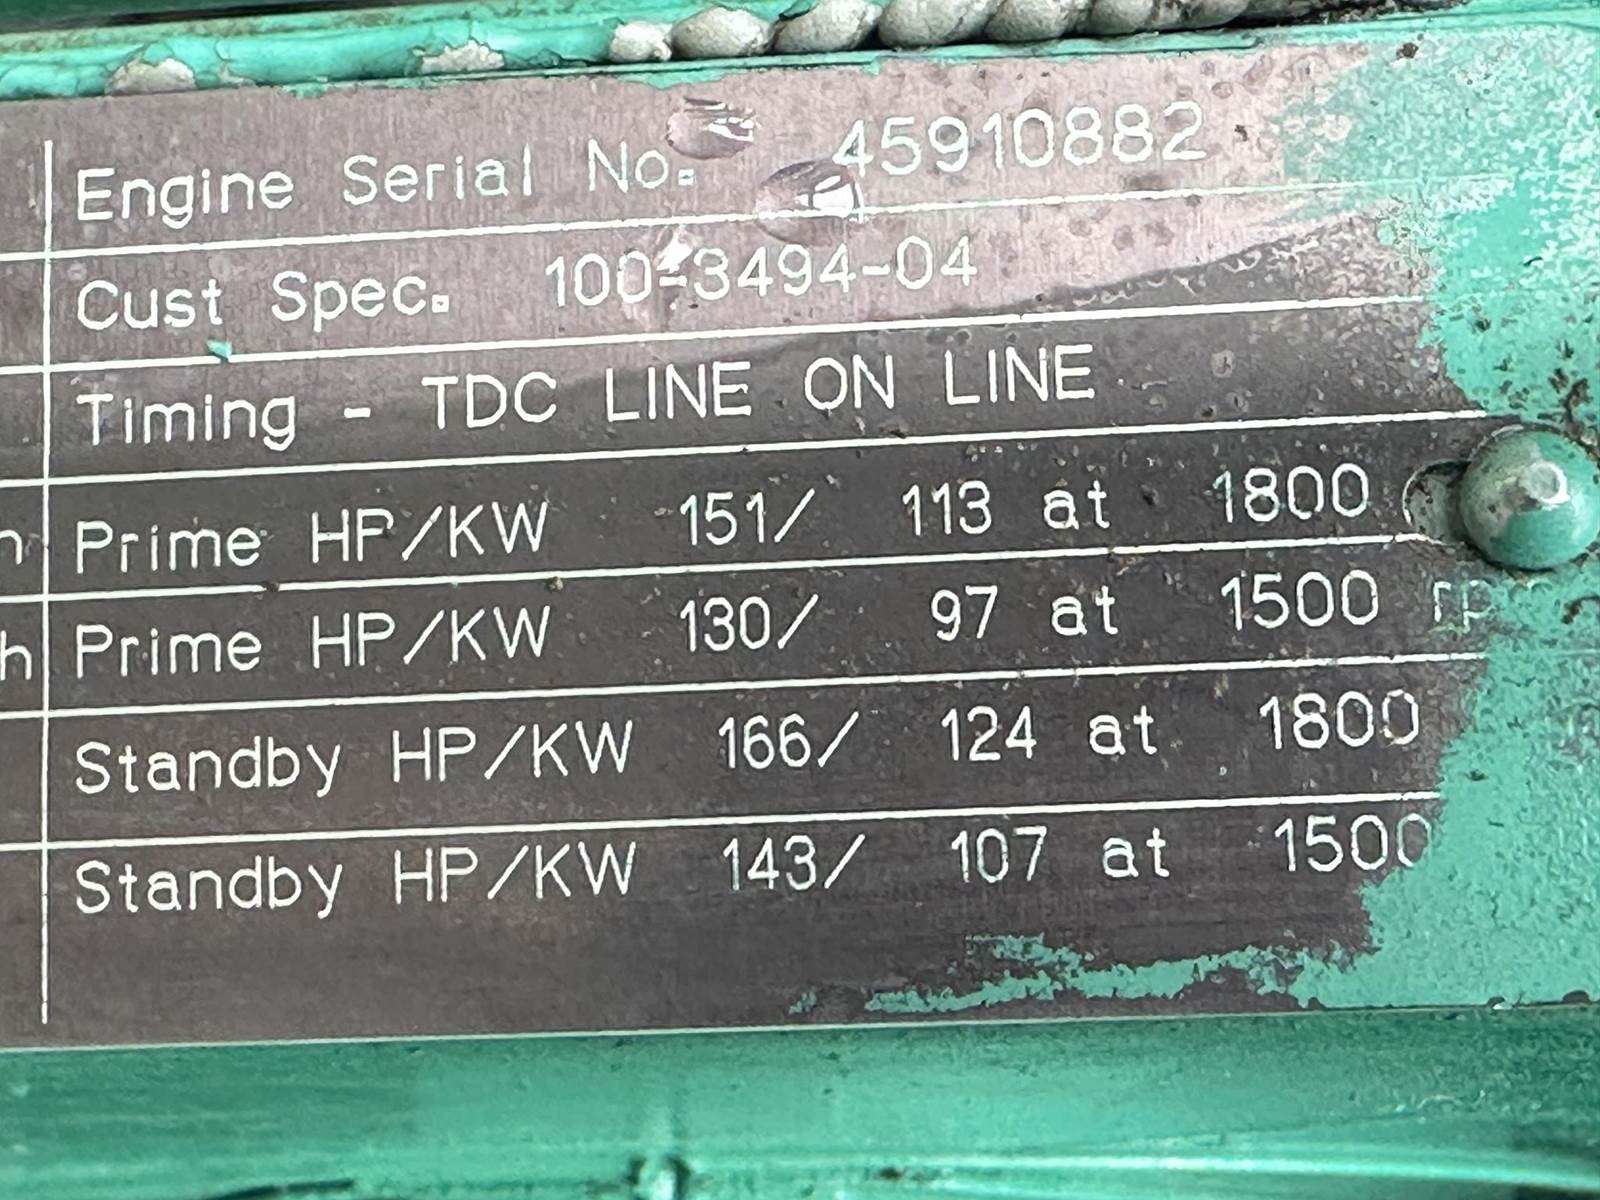 Engine Serial No. 45910882
Cust Spec. 100-3494-04
Timing - TDC LINE ON LINE
Prime HP/KW 151/ 113 at 1800
Prime HP/KW 130/ 97 at 1500
Standby HP/KW 166/ 124 at 1800
Standby HP/KW 143/ 107 at 1500